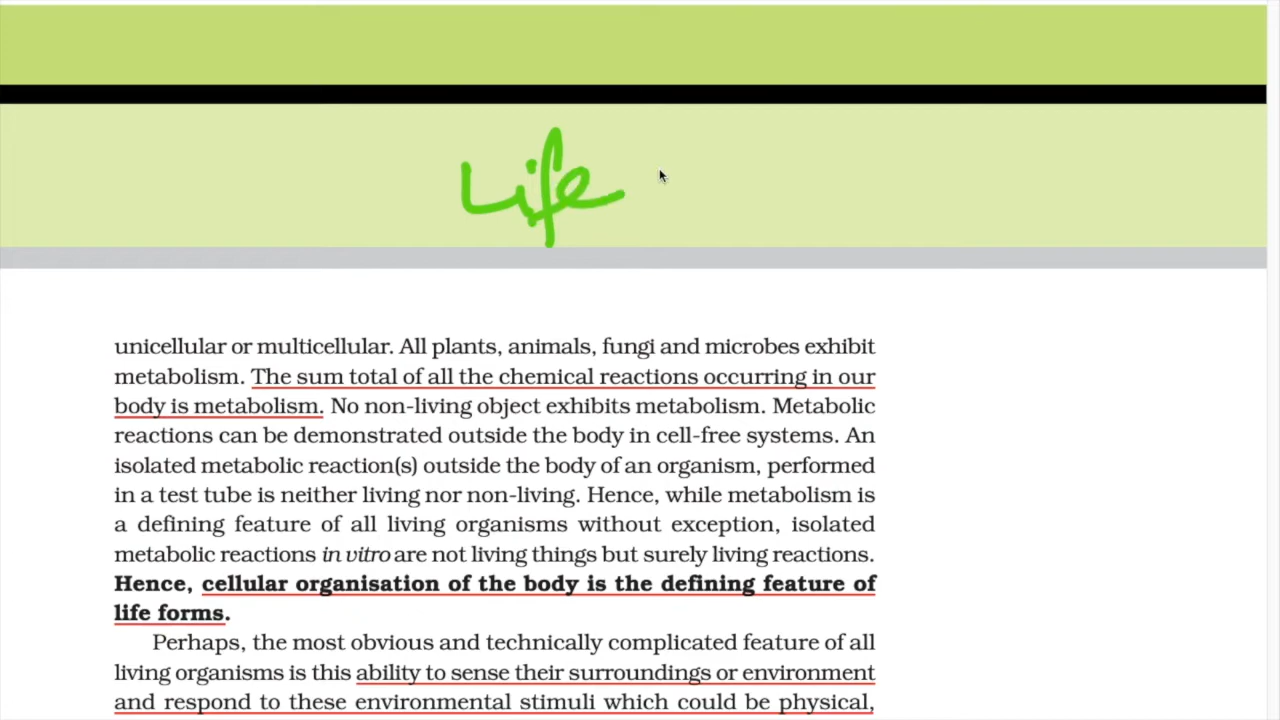 Life
unicellular or multicellular. All plants, animals, fungi and microbes exhibit
metabolism. The sum total of all the chemical reactions occurring in our
body is metabolism. No non-living object exhibits metabolism. Metabolic
reactions can be demonstrated outside the body in cell-free systems. An
isolated metabolic reaction(s) outside the body of an organism, performed
in a test tube is neither living nor non-living. Hence, while metabolism is
a defining feature of all living organisms without exception, isolated
metabolic reactions in vitro are not living things but surely living reactions.
Hence, cellular organisation of the body is the defining feature of
life forms.
Perhaps, the most obvious and technically complicated feature of all
living organisms is this ability to sense their surroundings or environment
and respond to these environmental stimuli which could be physical,